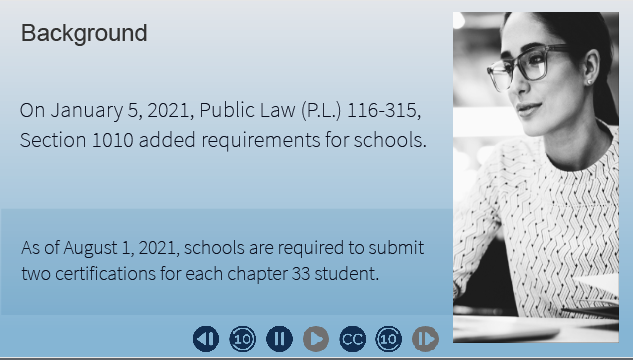 Background
On January 5, 2021, Public Law (P.L.) 116-315,
Section 1010 added requirements for schools.
As of August 1, 2021, schools are required to submit
two certifications for each chapter 33 student.
10
CC
10